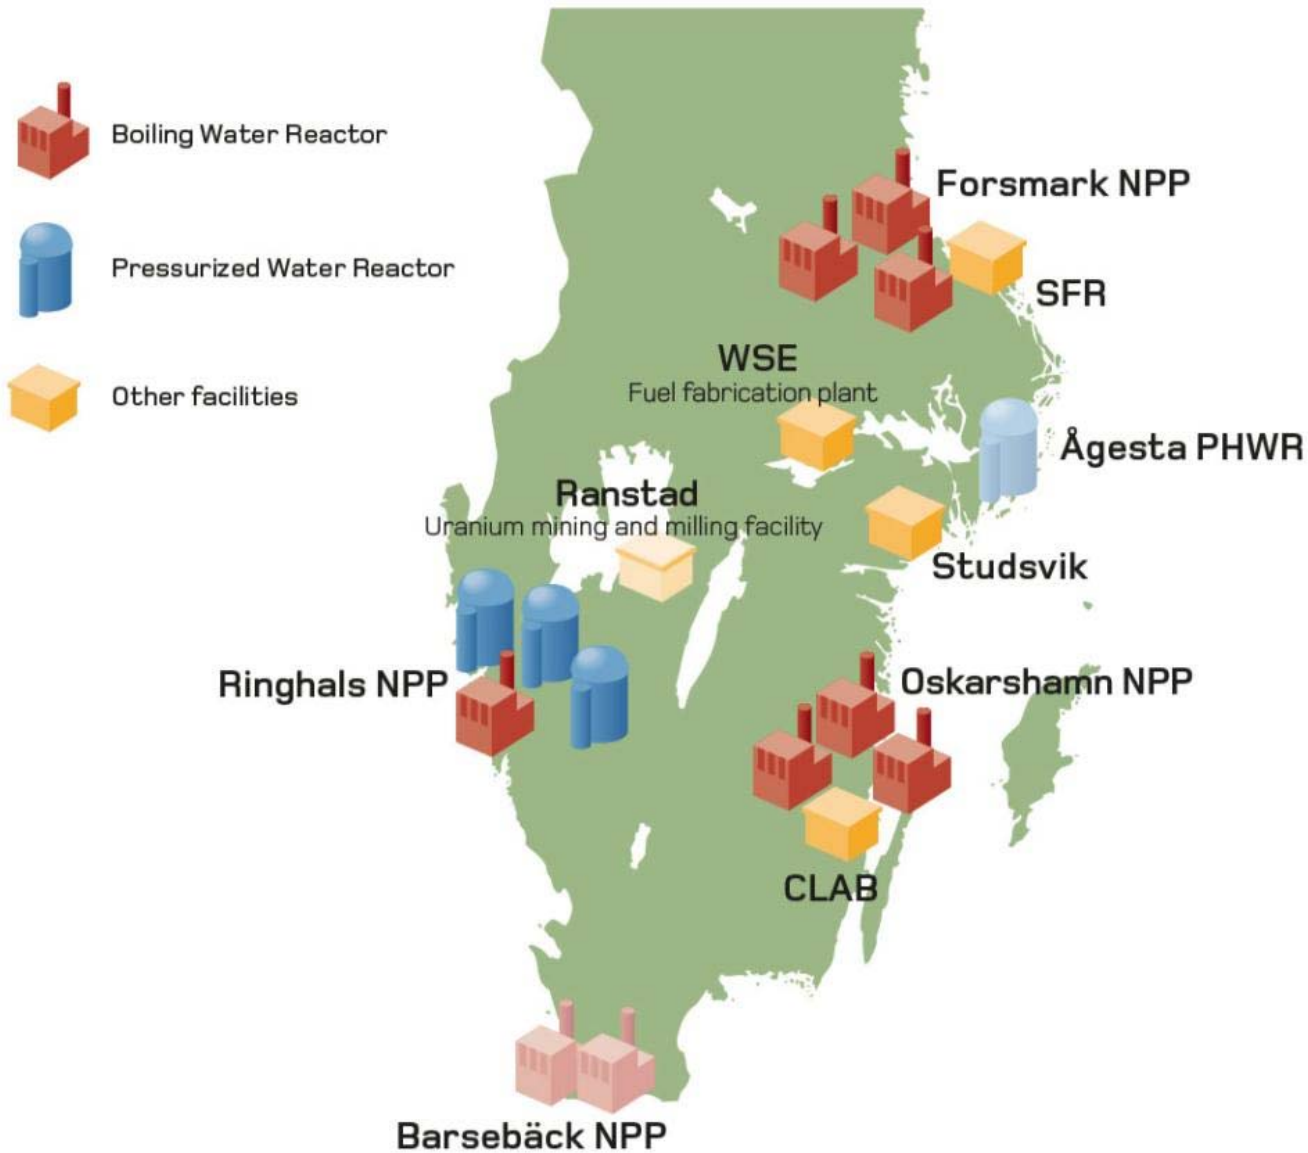 Boiling Water Reactor
Pressurized Water Reactor
Other facilities
Forsmark NPP
SFR
WSE
Fuel fabrication plant
Ågesta PHWR
Ranstad
Uranium mining and milling facility
Studsvik
Ringhals NPP
Oskarshamn NPP
CLAB
Barsebäck NPP